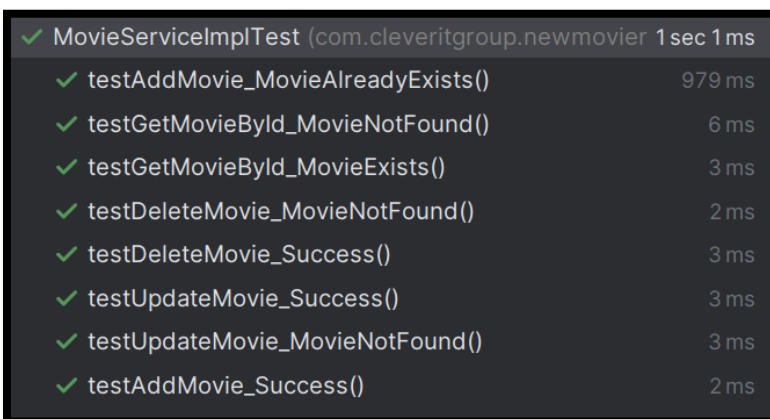 MovieServiceImplTest (com.cleveritgroup.newmovier 1 sec 1 ms
testAddMovie_MovieAlreadyExists() 979 ms
testGetMovieById_MovieNotFound() 6 ms
testGetMovieById_MovieExists() 3 ms
testDeleteMovie_MovieNotFound() 2 ms
testDeleteMovie_Success() 3 ms
testUpdateMovie_Success() 3 ms
testUpdateMovie_MovieNotFound() 3 ms
testAddMovie_Success() 2 ms